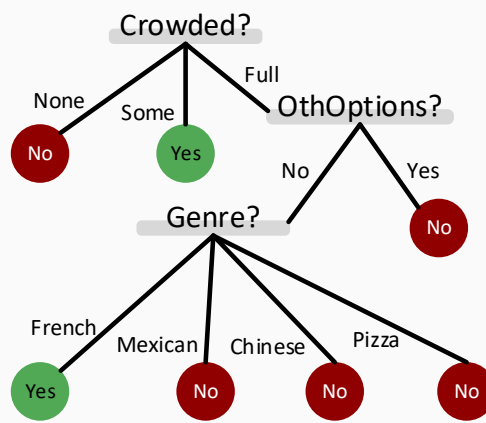 Crowded?
Full
None
Some
OthOptions?
No
Yes
No
Yes
Genre?
No
French
Mexican
Chinese
Pizza
Yes
No
No
No